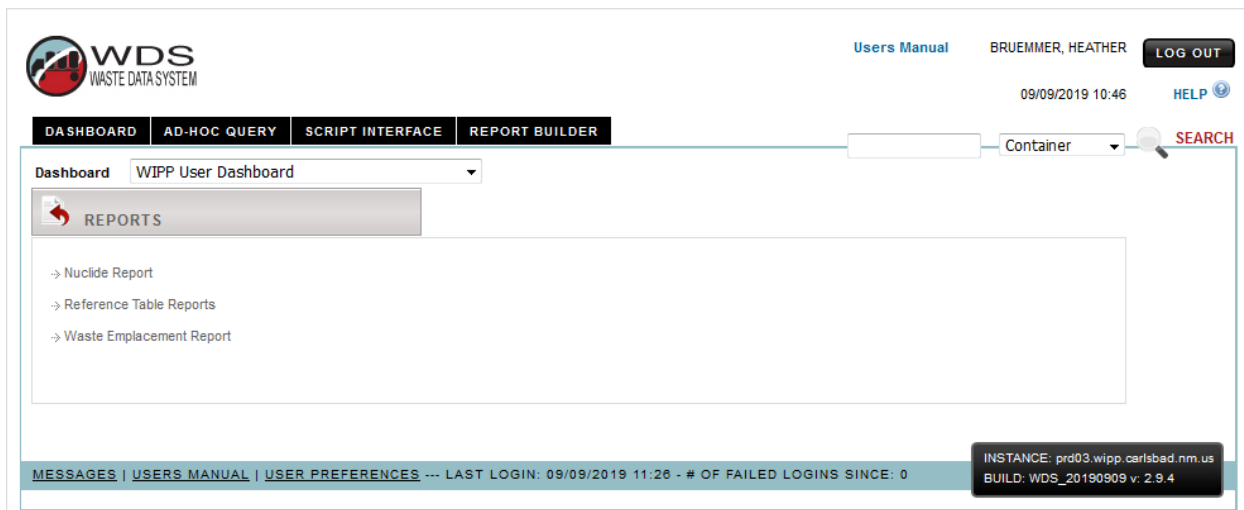 WDS
WASTE DATA SYSTEM
Users Manual BRUEMMER, HEATHER LOG OUT
09/09/2019 10:46 HELP
DASHBOARD AD-HOC QUERY SCRIPT INTERFACE REPORT BUILDER
Container SEARCH
Dashboard WIPP User Dashboard
REPORTS
Nuclide Report
Reference Table Reports
Waste Emplacement Report
MESSAGES | USERS MANUAL | USER PREFERENCES --- LAST LOGIN: 09/09/2019 11:26 - # OF FAILED LOGINS SINCE: 0
INSTANCE: prd03.wipp.carlsbad.nm.us
BUILD: WDS_20190909 v: 2.9.4